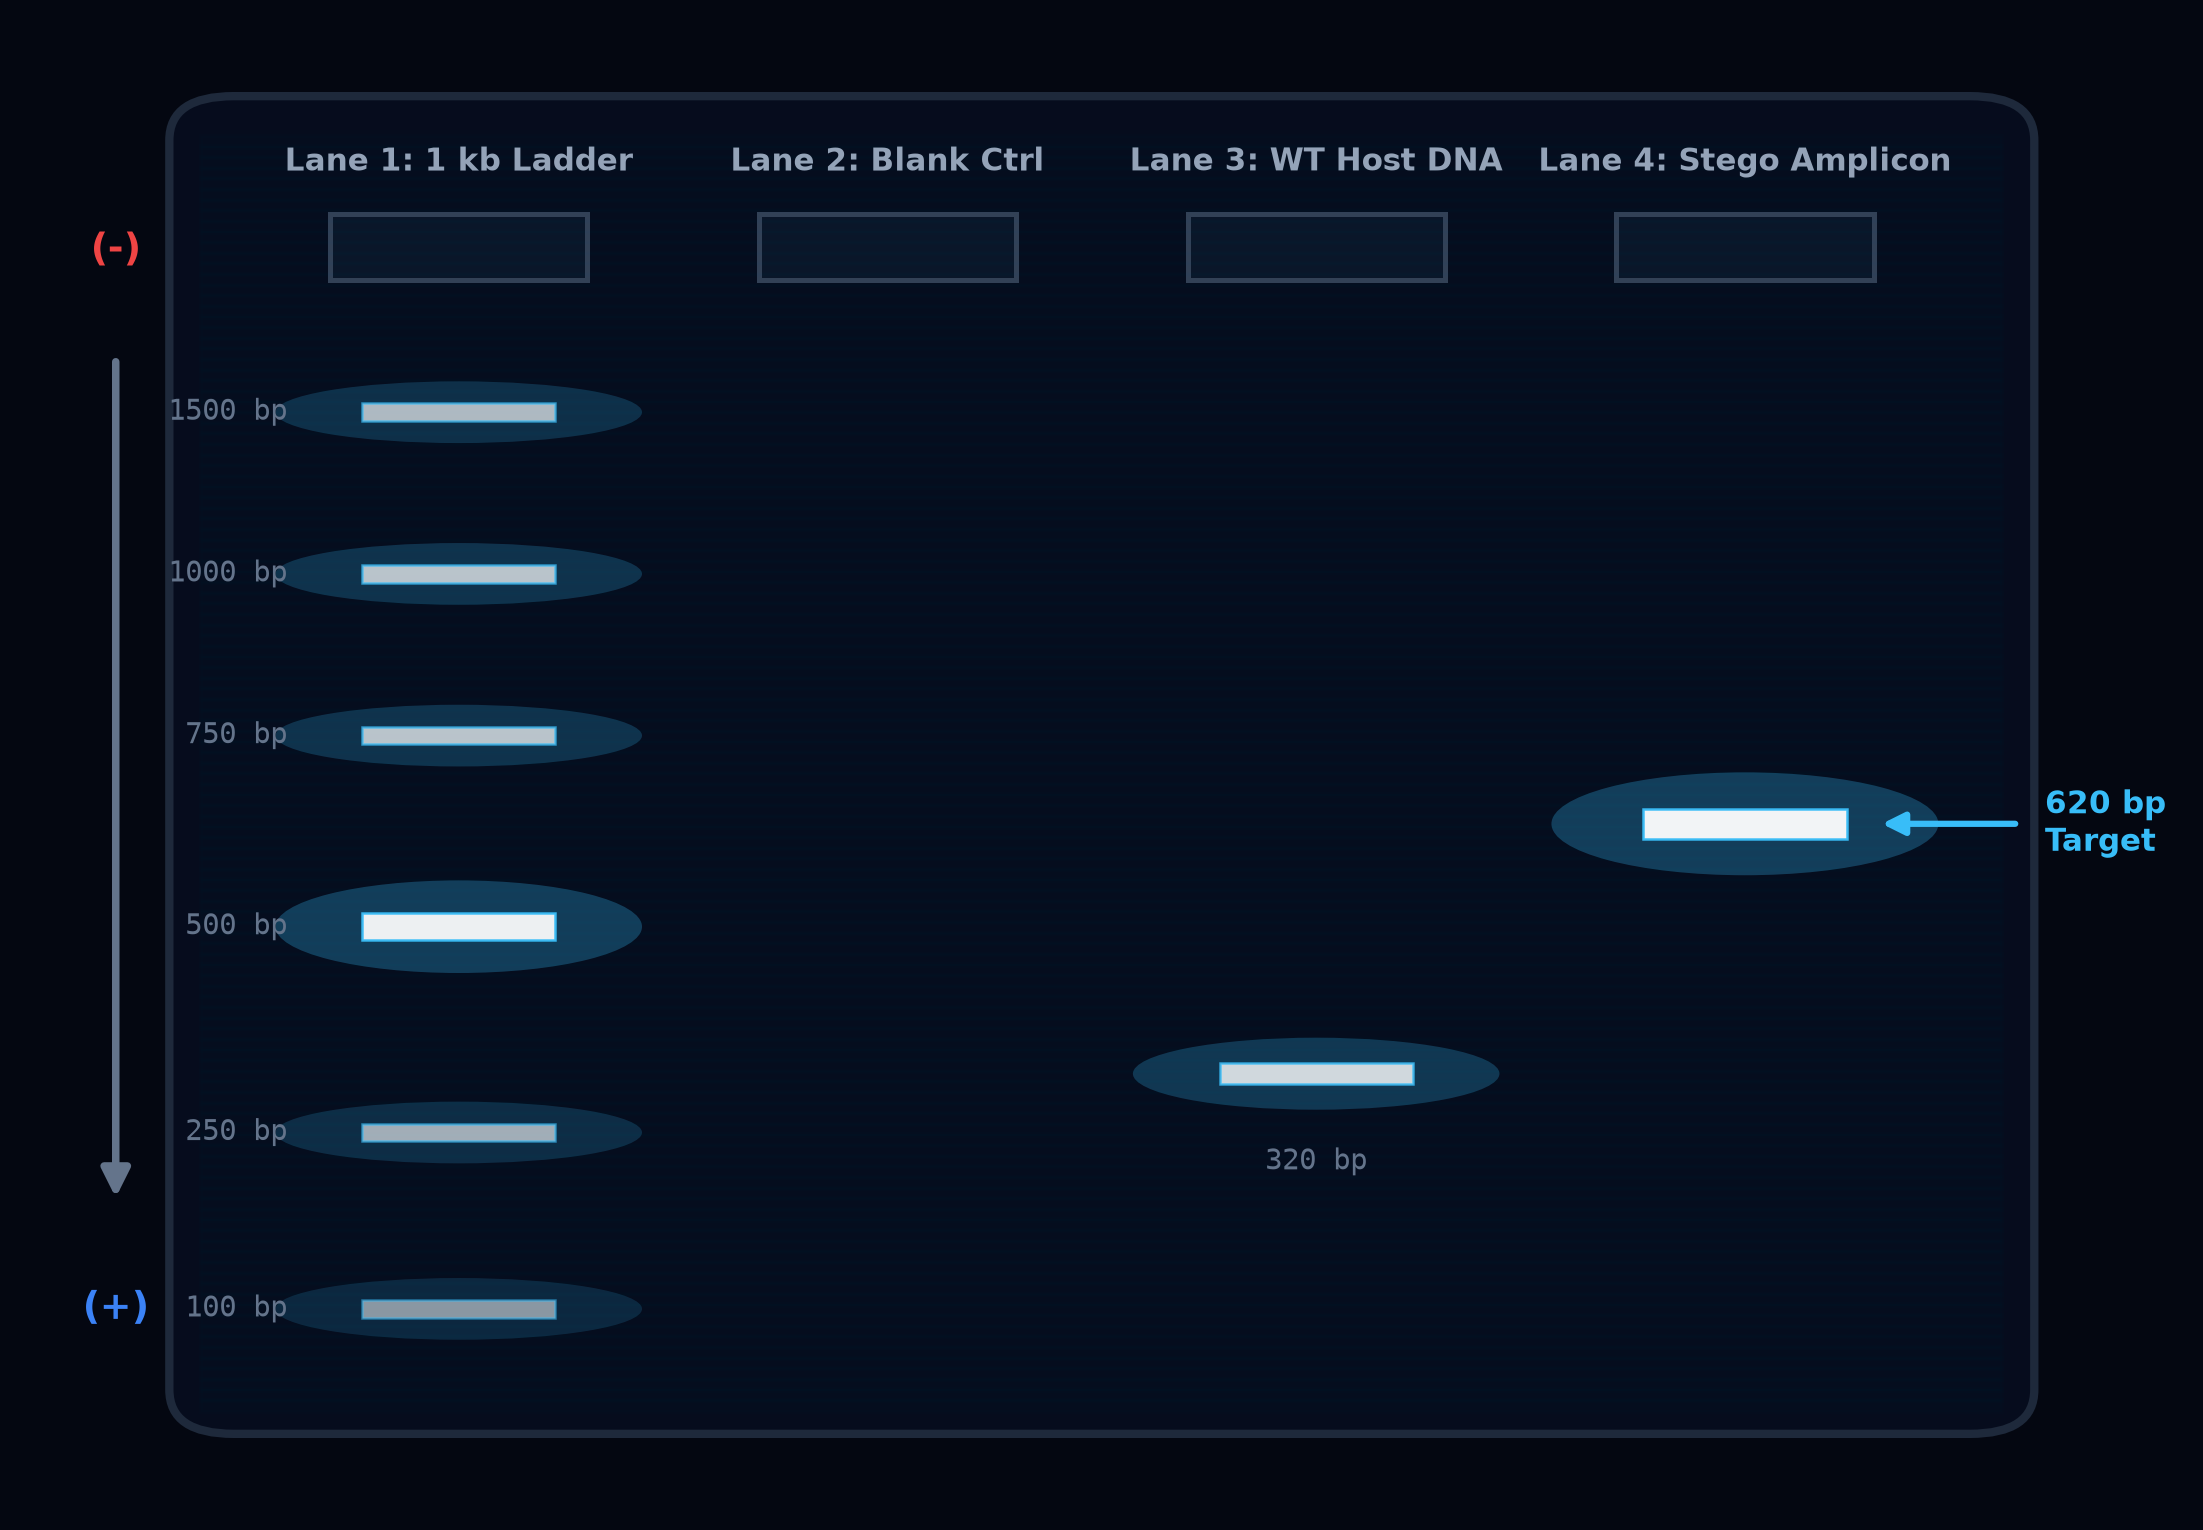 Lane 1: 1 kb Ladder
Lane 2: Blank Ctrl
Lane 3: WT Host DNA
Lane 4: Stego Amplicon
(-)
1500 bp
1000 bp
750 bp
620 bp
Target
500 bp
250 bp
320 bp
100 bp
(+)